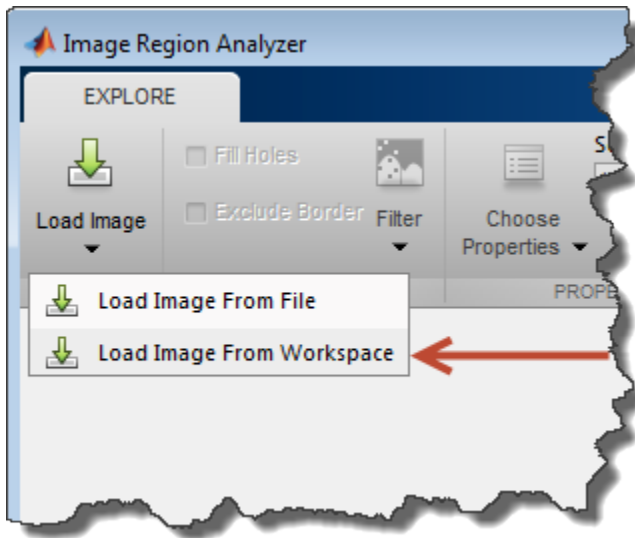 Image Region Analyzer
EXPLORE
Load Image
Fill Holes
Exclude Border
Filter
Choose
Properties
Load Image From File
Load Image From Workspace